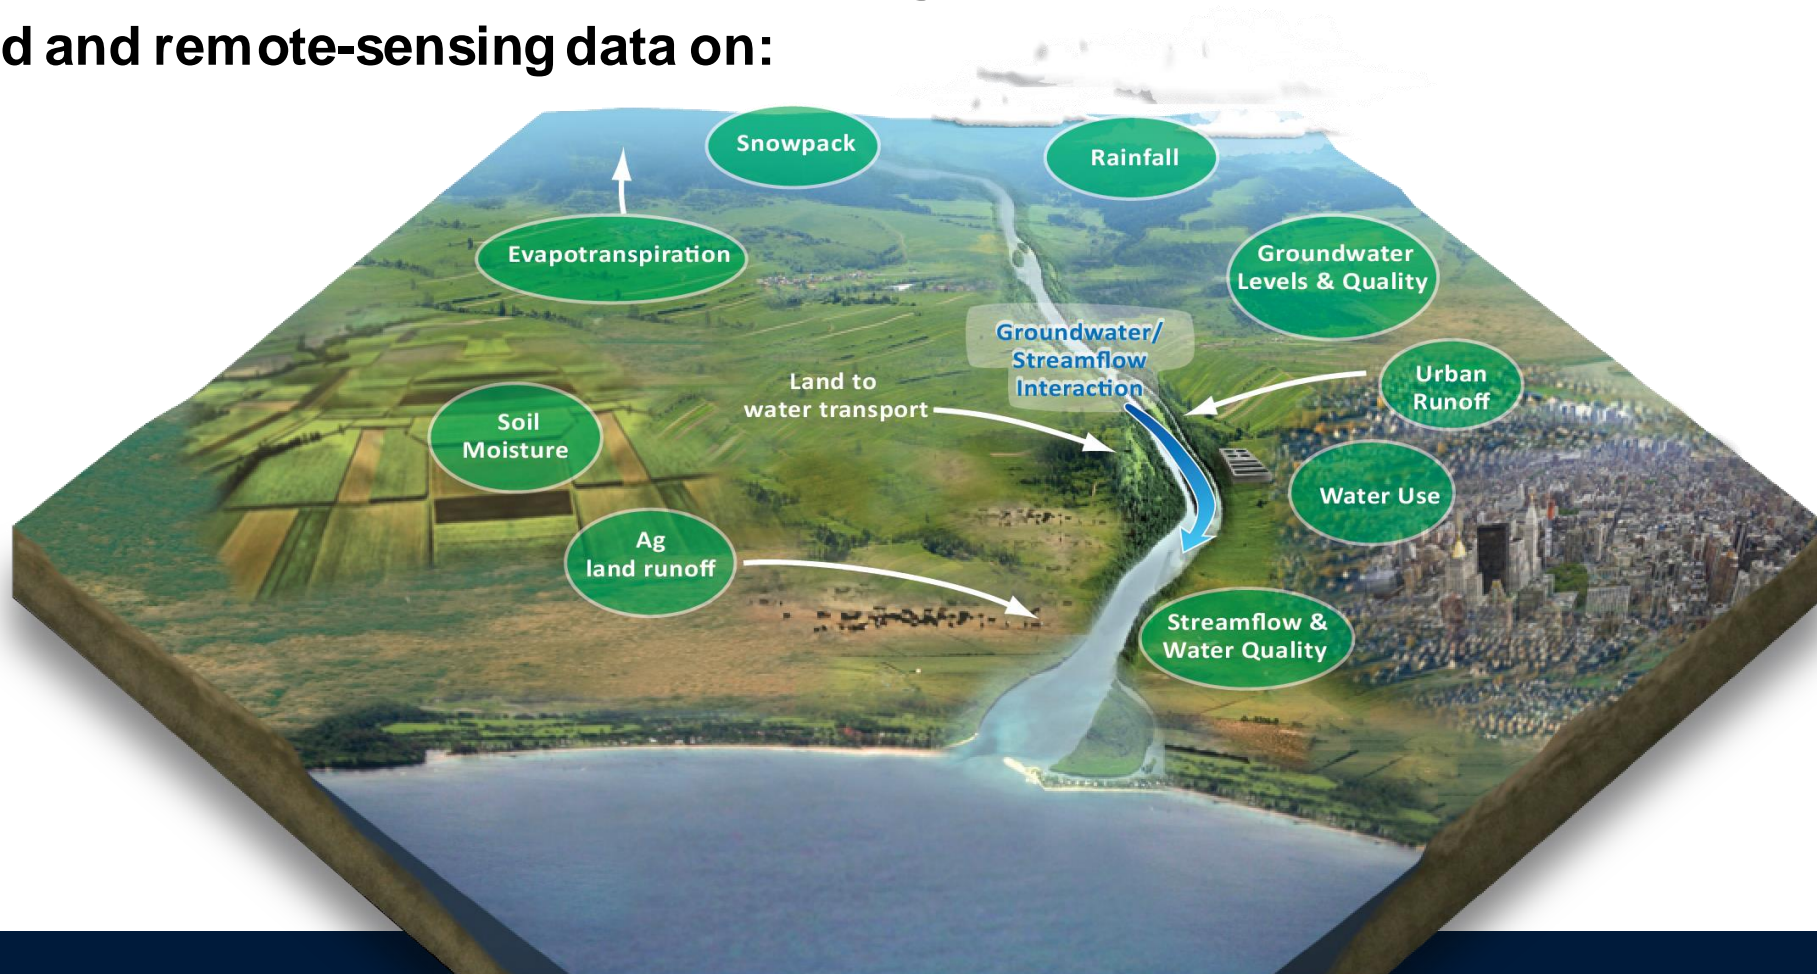 d and remote-sensing data on:
Snowpack
Rainfall
Evapotranspiration
Groundwater
Levels & Quality
Groundwater/
Streamflow
Interaction
Land to
water transport
Urban
Runoff
Soil
Moisture
Water Use
Ag
land runoff
Streamflow &
Water Quality